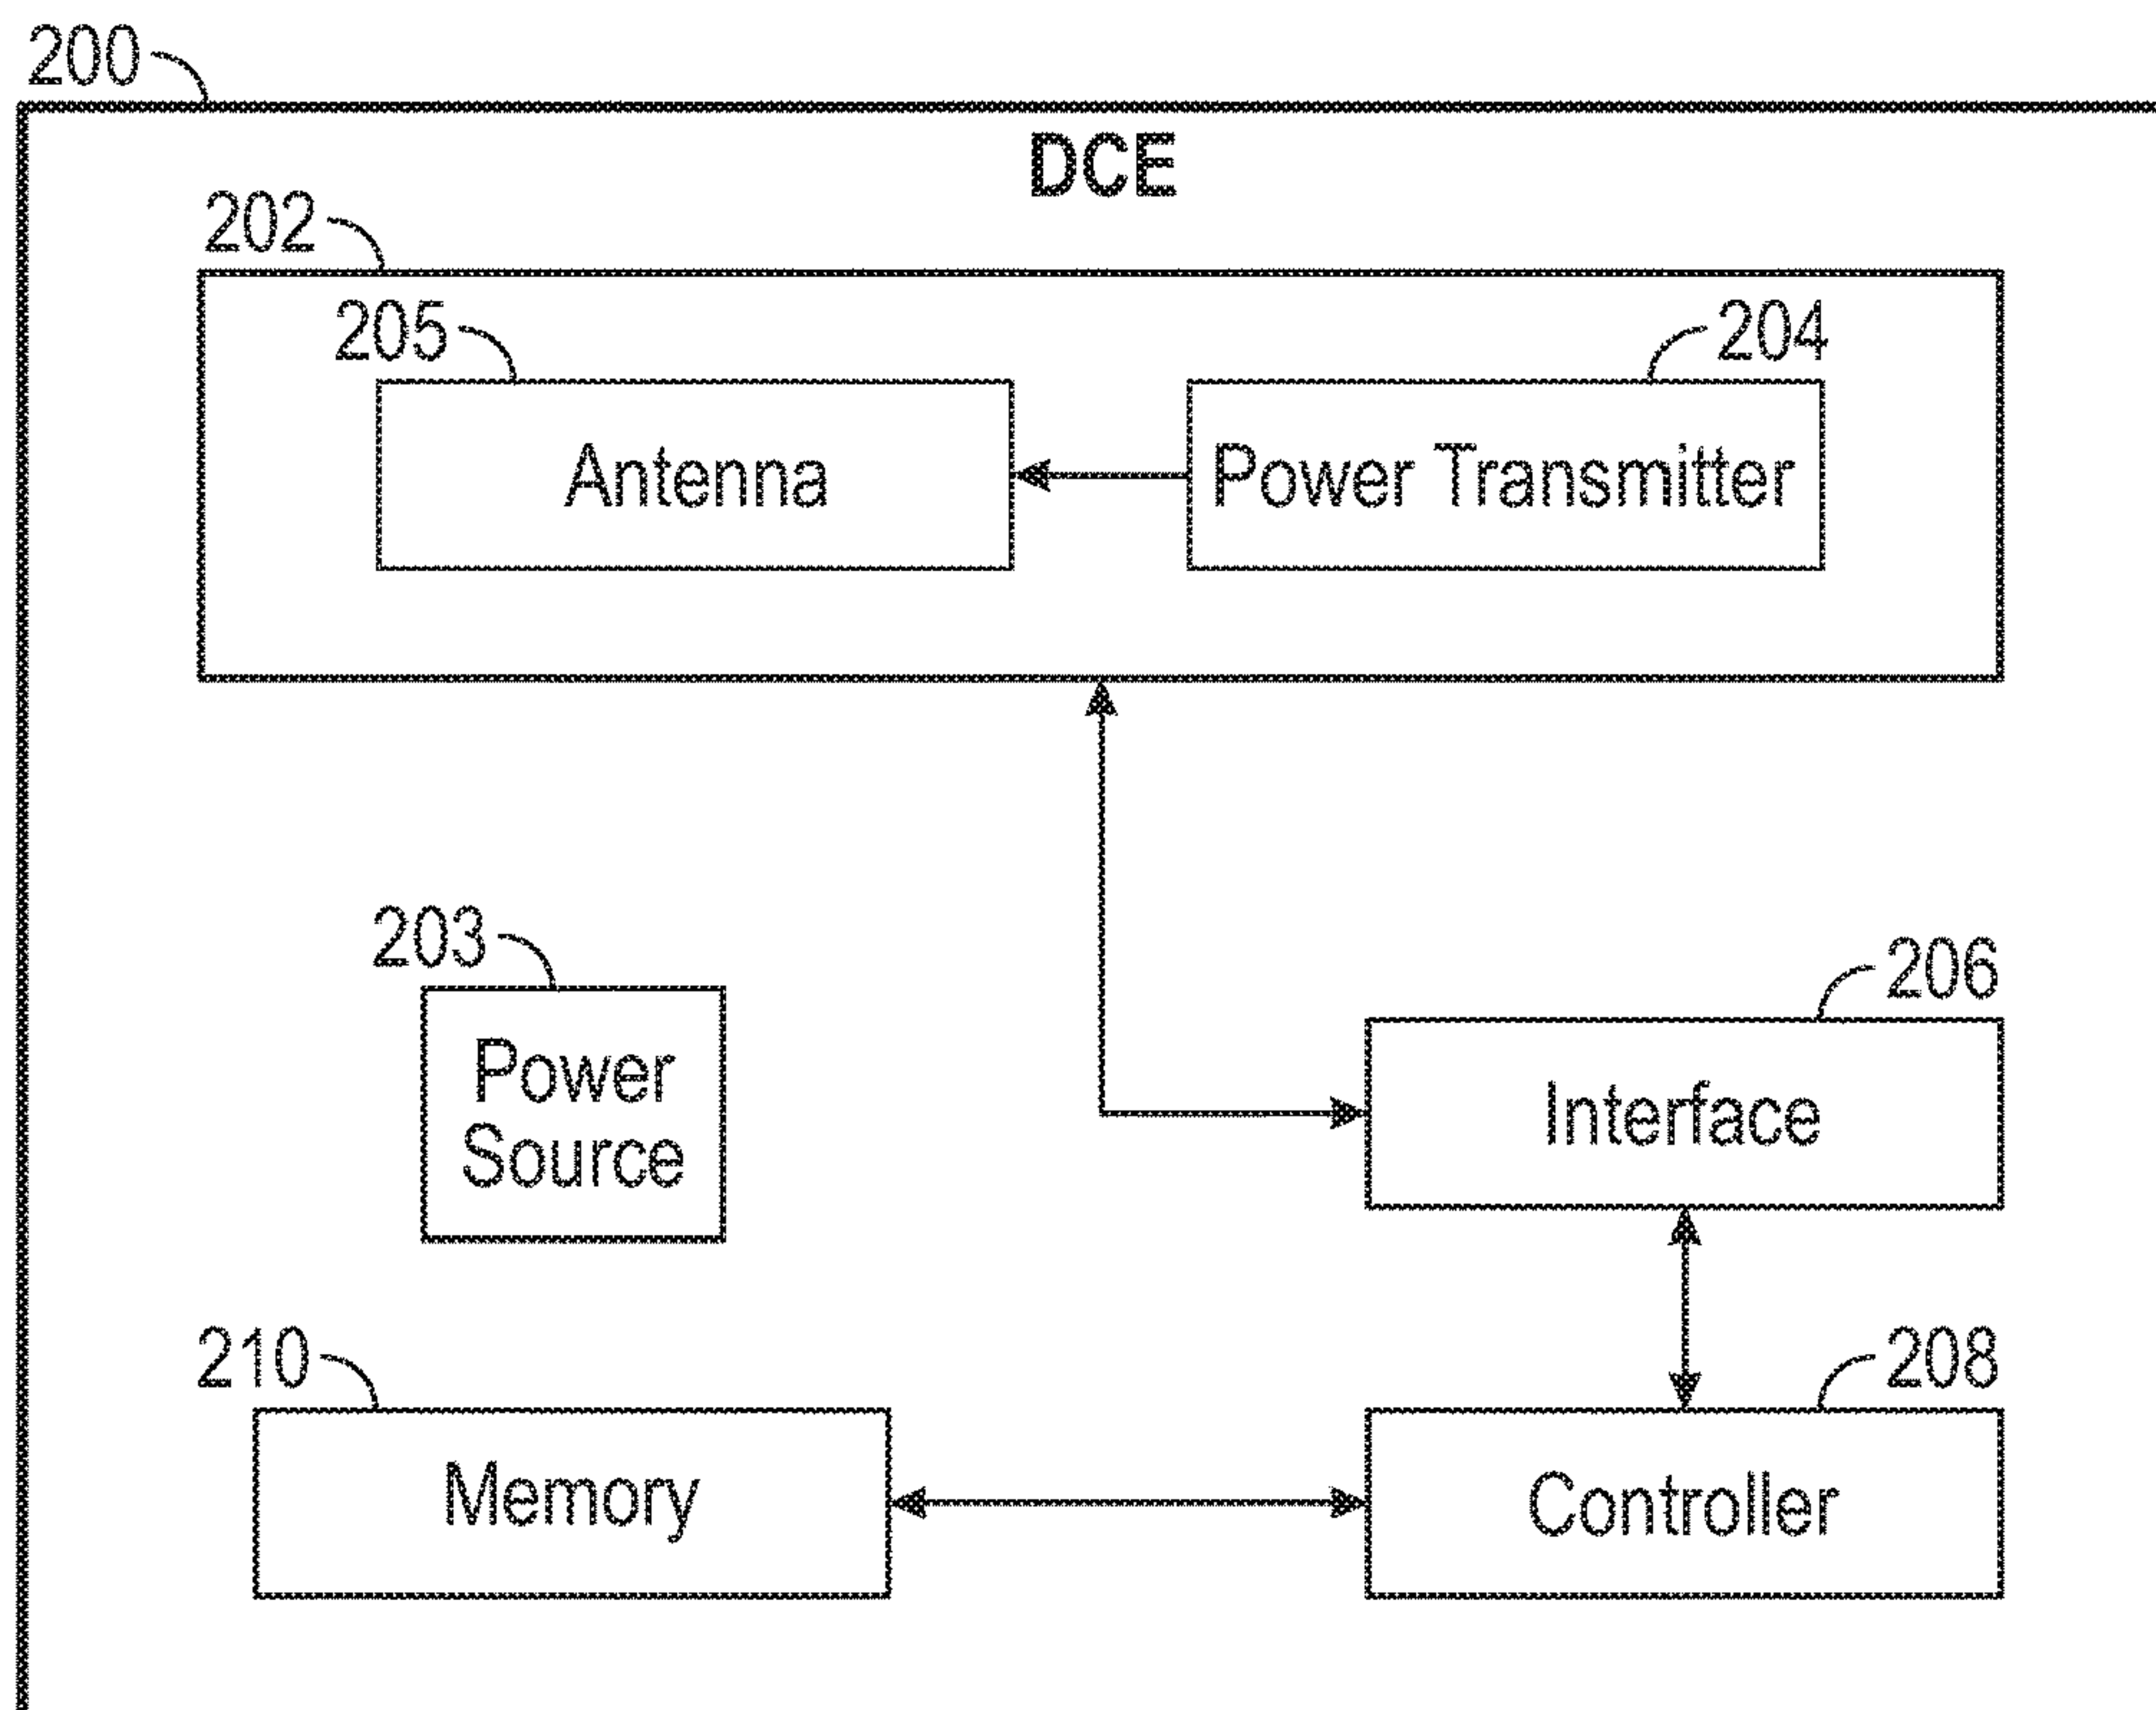 200
DCE
202
205
204
Antenna
Power Transmitter
203
206
Power
Source
Interface
210
208
Memory
Controller